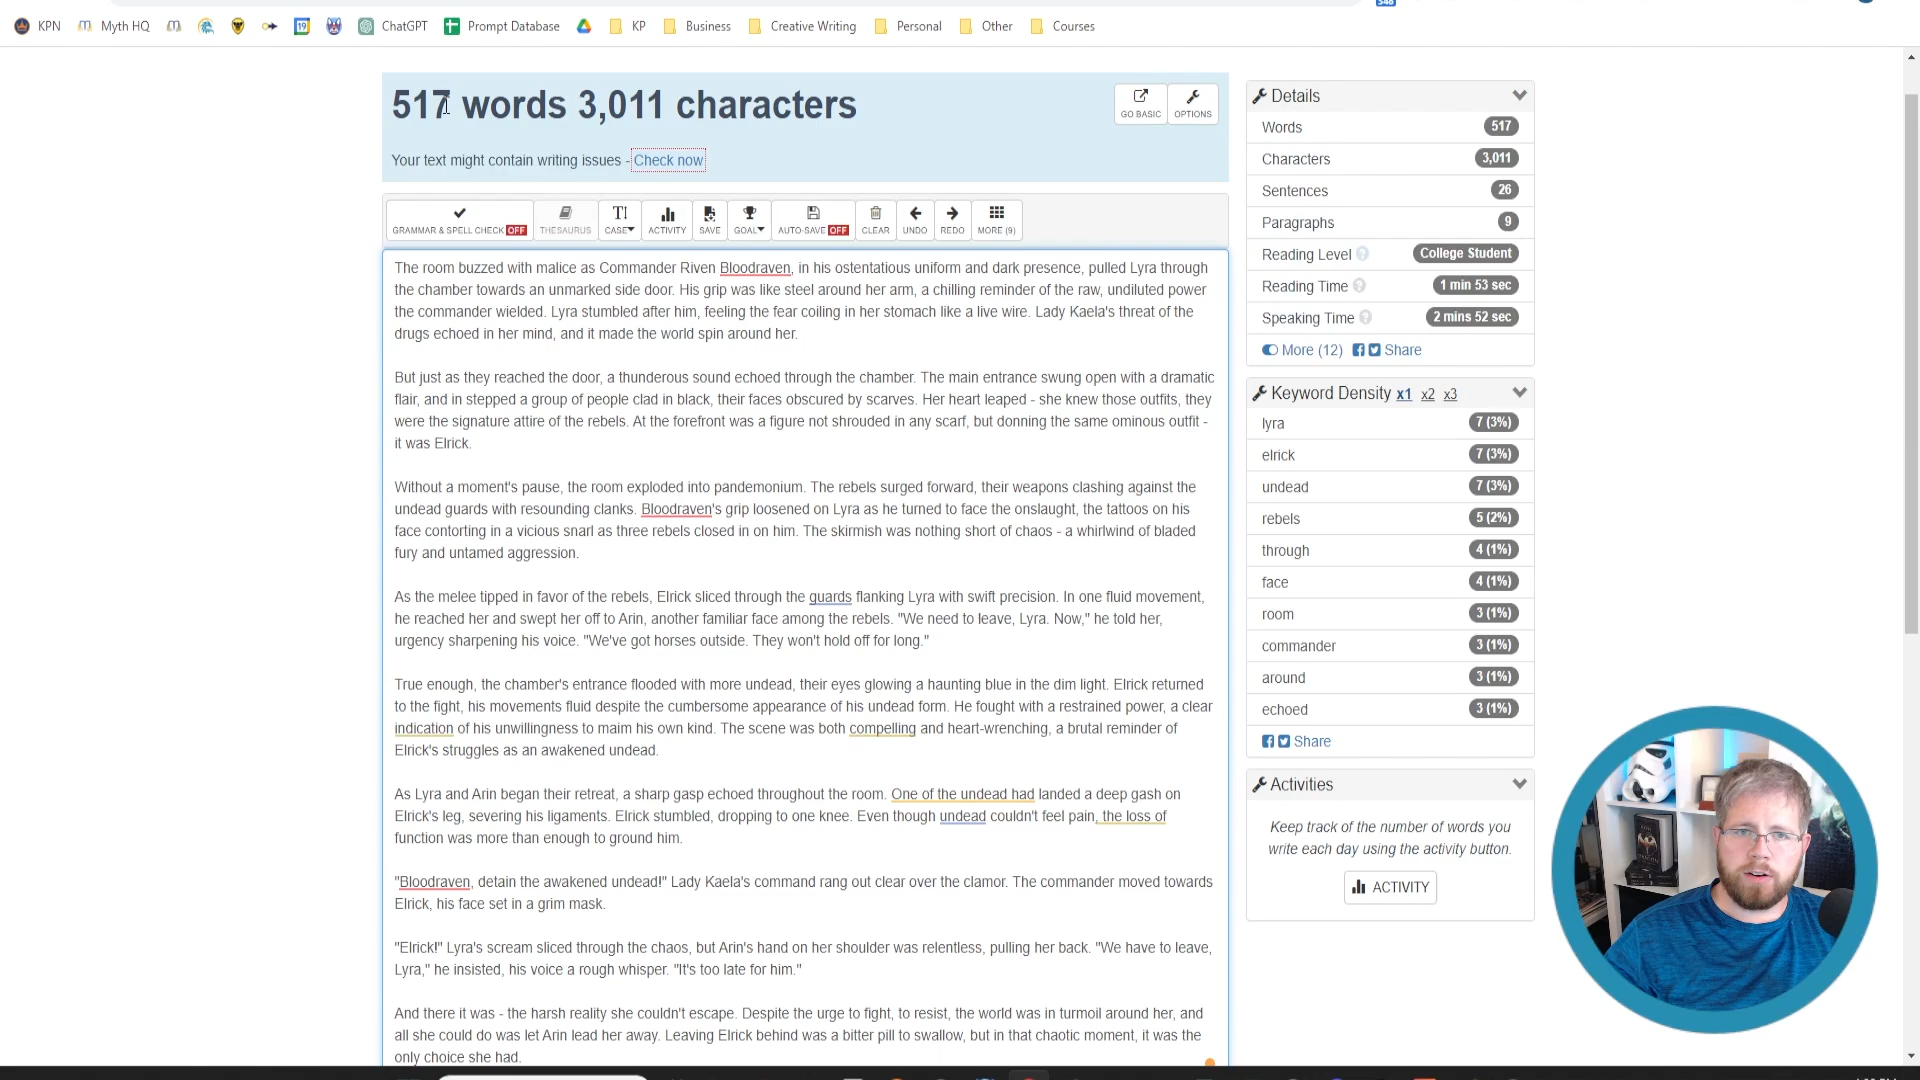 KPN Myth HQ 19 ChatGPT Prompt Database KP Business Creative Writing Personal Other Courses
517 words 3,011 characters
GO BASIC OPTIONS
Your text might contain writing issues - Check now
GRAMMAR & SPELL CHECK OFF THESAURUS CASE ACTIVITY SAVE GOAL AUTO-SAVE OFF CLEAR UNDO REDO MORE (9)
The room buzzed with malice as Commander Riven Bloodraven, in his ostentatious uniform and dark presence, pulled Lyra through
the chamber towards an unmarked side door. His grip was like steel around her arm, a chilling reminder of the raw, undiluted power
the commander wielded. Lyra stumbled after him, feeling the fear coiling in her stomach like a live wire. Lady Kaela's threat of the
drugs echoed in her mind, and it made the world spin around her.
But just as they reached the door, a thunderous sound echoed through the chamber. The main entrance swung open with a dramatic
flair, and in stepped a group of people clad in black, their faces obscured by scarves. Her heart leaped - she knew those outfits, they
were the signature attire of the rebels. At the forefront was a figure not shrouded in any scarf, but donning the same ominous outfit -
it was Elrick.
Without a moment's pause, the room exploded into pandemonium. The rebels surged forward, their weapons clashing against the
undead guards with resounding clanks. Bloodraven's grip loosened on Lyra as he turned to face the onslaught, the tattoos on his
face contorting in a vicious snarl as three rebels closed in on him. The skirmish was nothing short of chaos - a whirlwind of bladed
fury and untamed aggression.
As the melee tipped in favor of the rebels, Elrick sliced through the guards flanking Lyra with swift precision. In one fluid movement,
he reached her and swept her off to Arin, another familiar face among the rebels. "We need to leave, Lyra. Now," he told her,
urgency sharpening his voice. "We've got horses outside. They won't hold off for long."
True enough, the chamber's entrance flooded with more undead, their eyes glowing a haunting blue in the dim light. Elrick returned
to the fight, his movements fluid despite the cumbersome appearance of his undead form. He fought with a restrained power, a clear
indication of his unwillingness to maim his own kind. The scene was both compelling and heart-wrenching, a brutal reminder of
Elrick's struggles as an awakened undead.
As Lyra and Arin began their retreat, a sharp gasp echoed throughout the room. One of the undead had landed a deep gash on
Elrick's leg, severing his ligaments. Elrick stumbled, dropping to one knee. Even though undead couldn't feel pain, the loss of
function was more than enough to ground him.
"Bloodraven, detain the awakened undead!" Lady Kaela's command rang out clear over the clamor. The commander moved towards
Elrick, his face set in a grim mask.
"Elrick!" Lyra's scream sliced through the chaos, but Arin's hand on her shoulder was relentless, pulling her back. "We have to leave,
Lyra," he insisted, his voice a rough whisper. "It's too late for him."
And there it was - the harsh reality she couldn't escape. Despite the urge to fight, to resist, the world was in turmoil around her, and
all she could do was let Arin lead her away. Leaving Elrick behind was a bitter pill to swallow, but in that chaotic moment, it was the
only choice she had.
Details
Words 517
Characters 3,011
Sentences 26
Paragraphs 9
Reading Level College Student
Reading Time 1 min 53 sec
Speaking Time 2 mins 52 sec
More (12) Share
Keyword Density x1 x2 x3
lyra 7 (3%)
elrick 7 (3%)
undead 7 (3%)
rebels 5 (2%)
through 4 (1%)
face 4 (1%)
room 3 (1%)
commander 3 (1%)
around 3 (1%)
echoed 3 (1%)
Share
Activities
Keep track of the number of words you
write each day using the activity button.
ACTIVITY